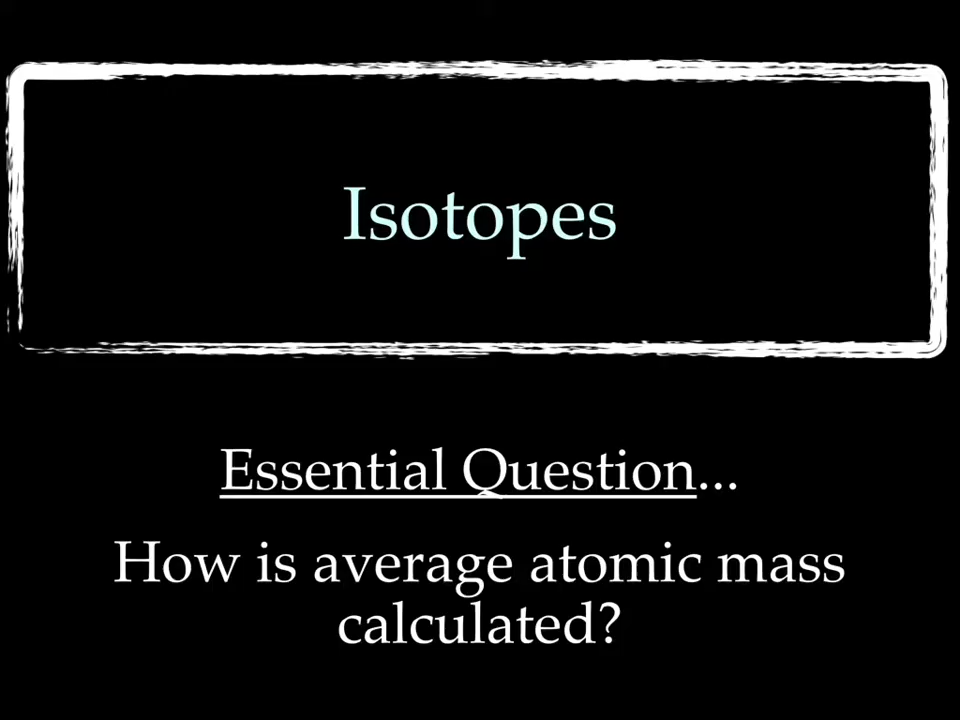 Isotopes
Essential Question...
How is average atomic mass
calculated?